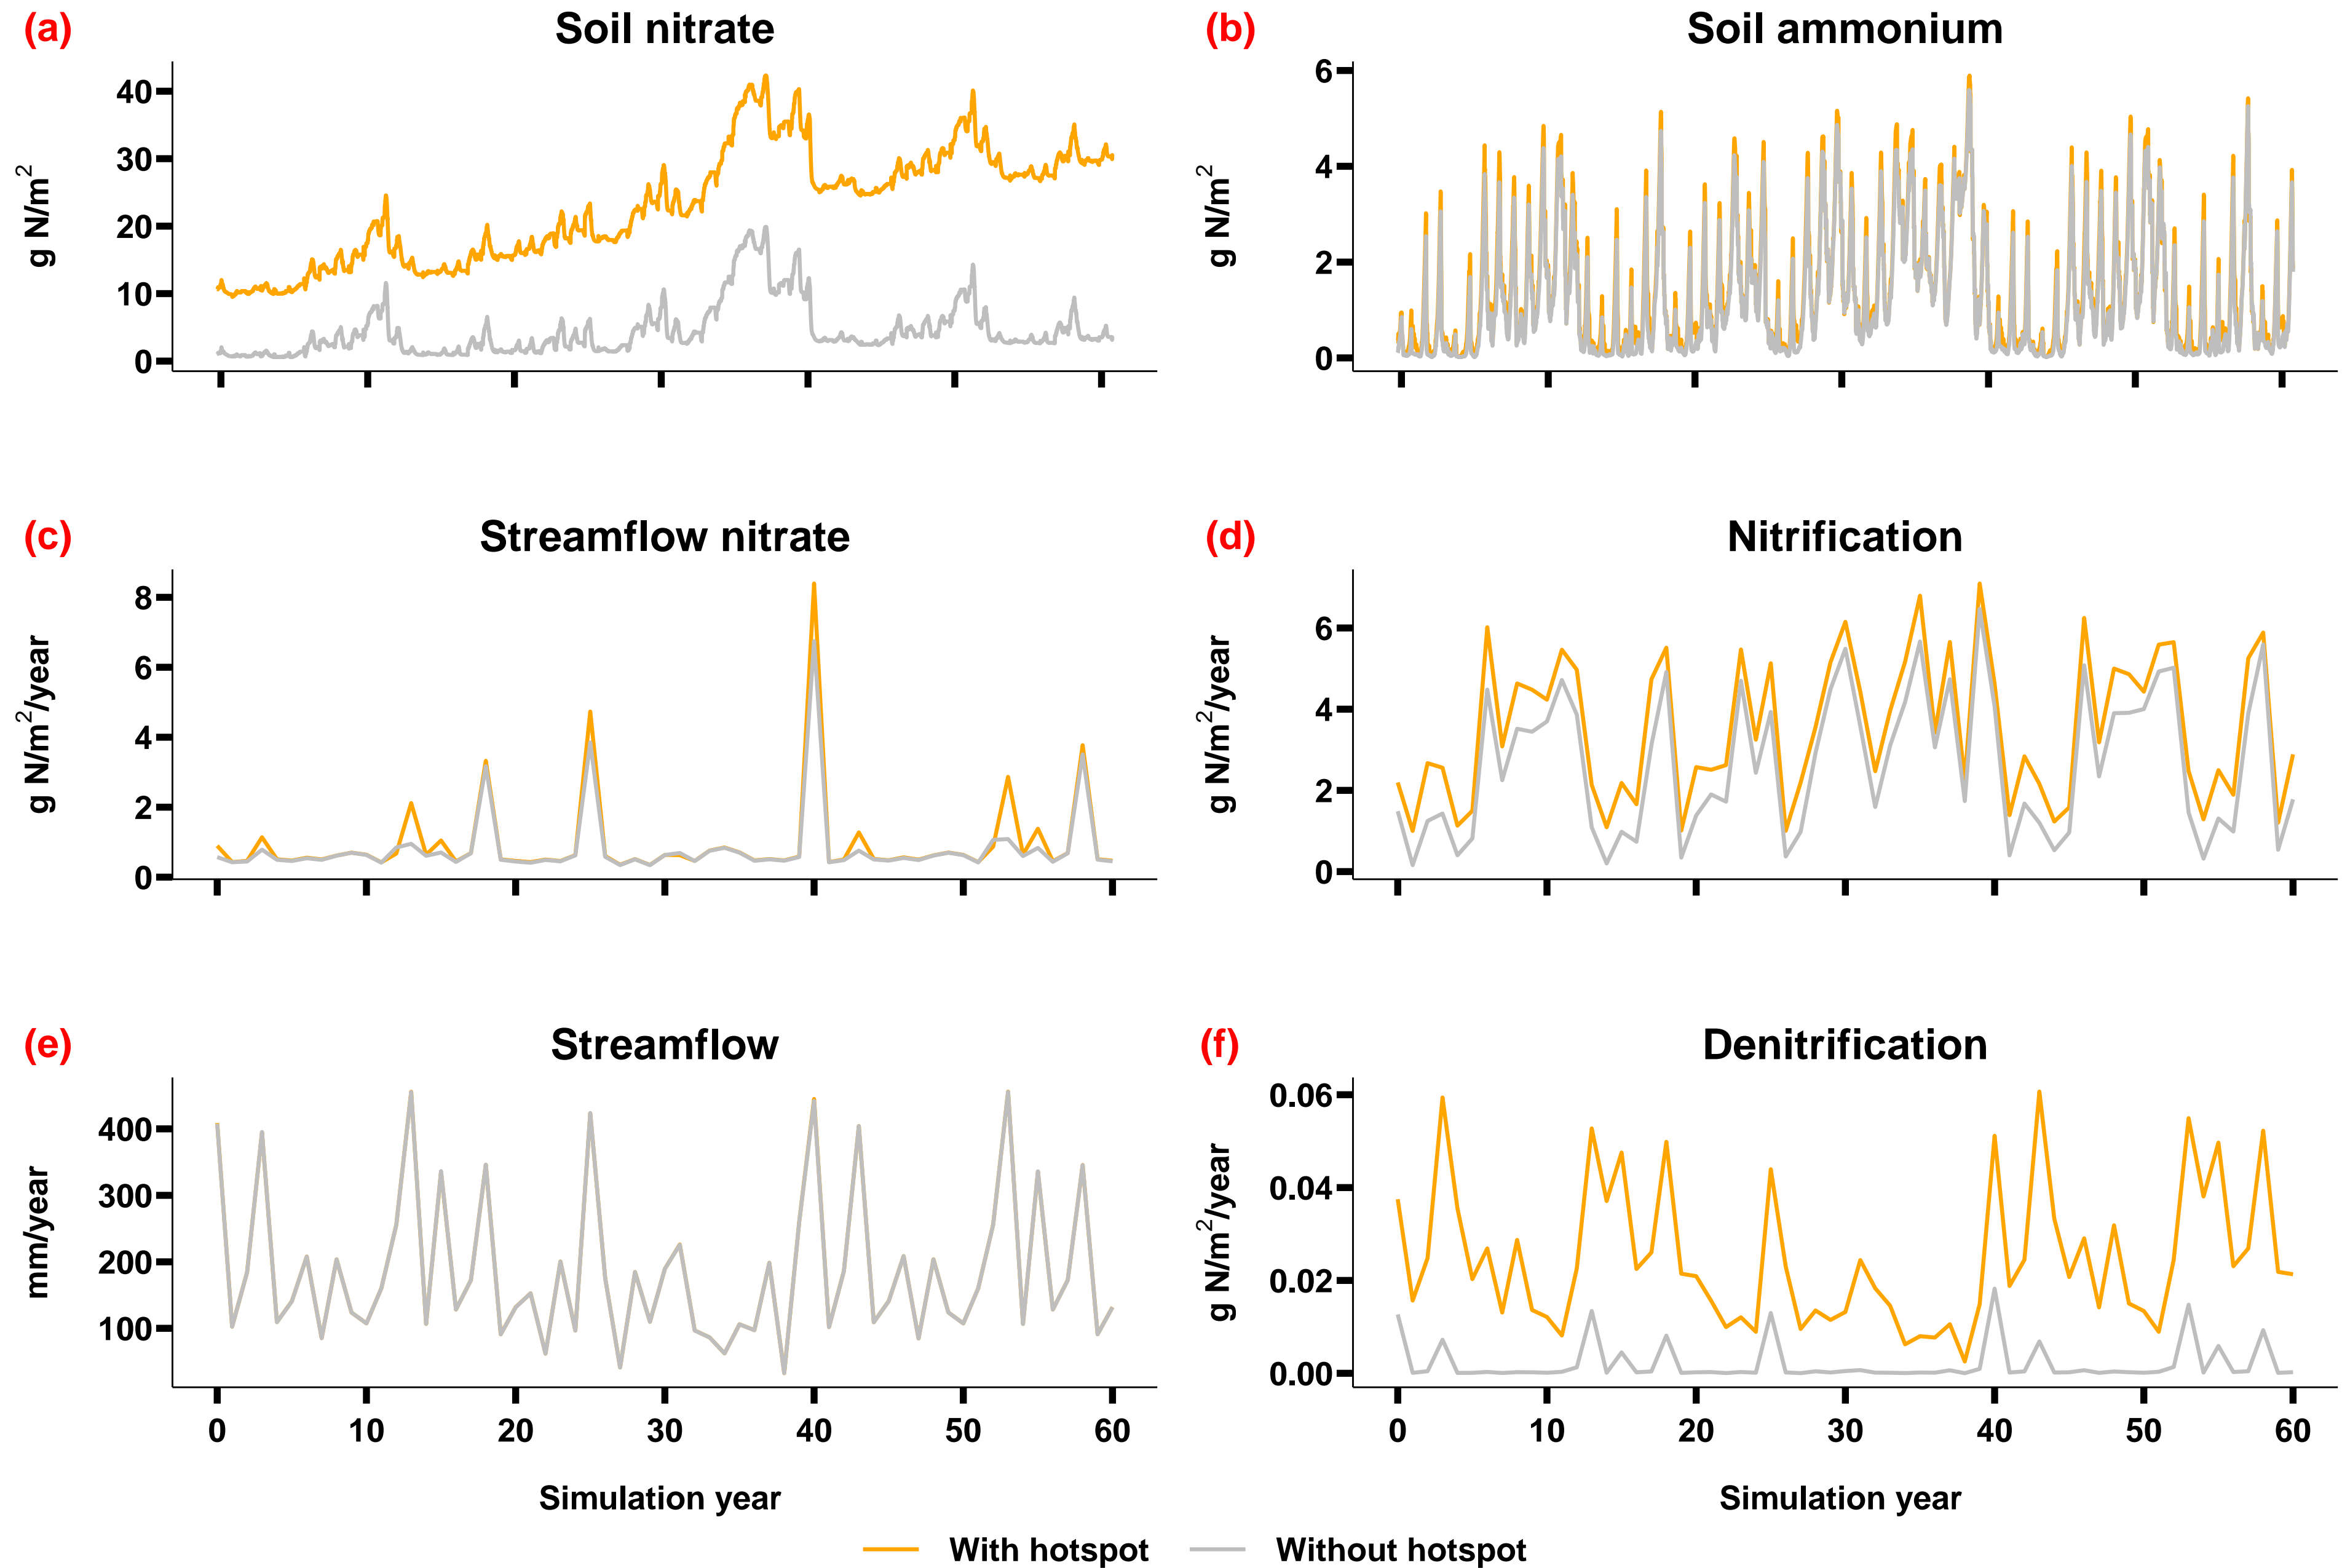 (a) Soil nitrate
g N/m2
40
30
20
10
0
(b) Soil ammonium
g N/m2
6
4
2
0
(c) Streamflow nitrate
g N/m2/year
8
6
4
2
0
(d) Nitrification
g N/m2/year
6
4
2
0
(e) Streamflow
mm/year
400
300
200
100
0 10 20 30 40 50 60
Simulation year
(f) Denitrification
g N/m2/year
0.06
0.04
0.02
0.00
0 10 20 30 40 50 60
Simulation year
With hotspot Without hotspot